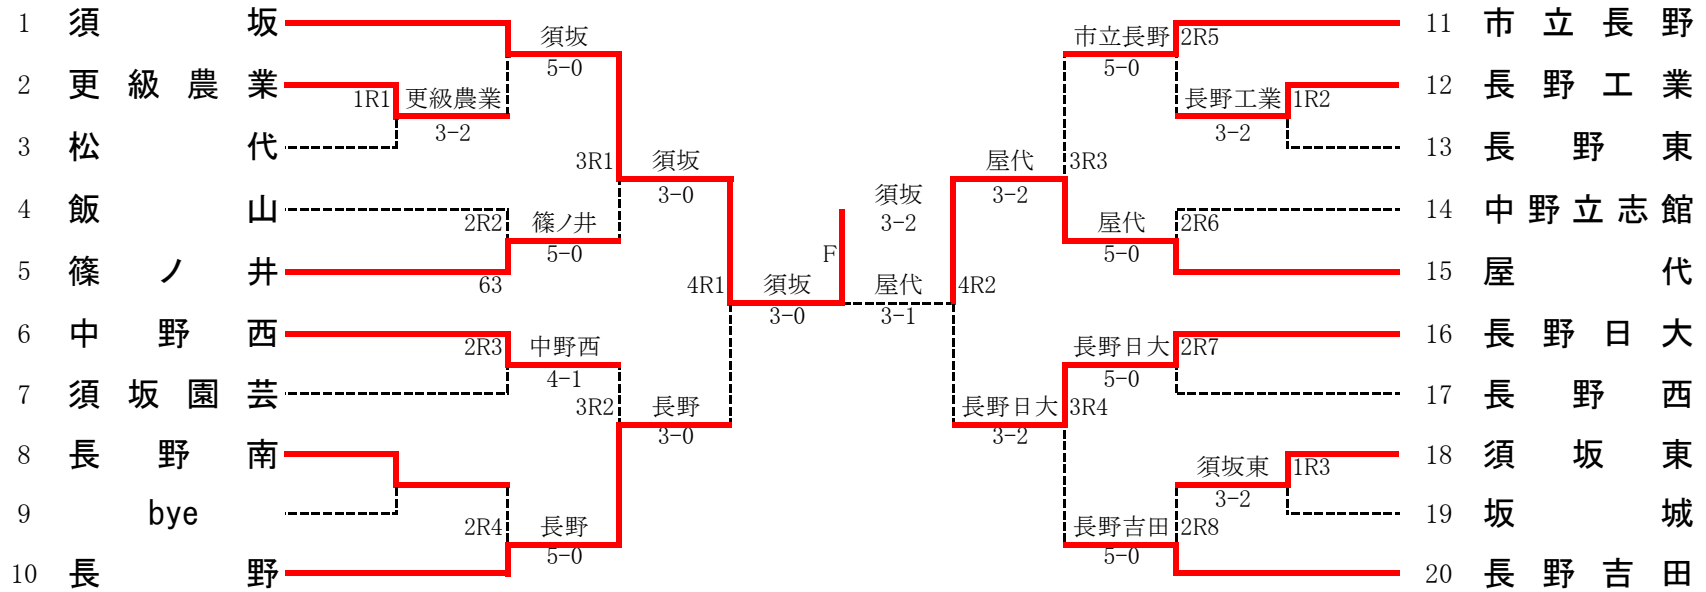 1 須坂
2 更級農業
3 松代
4 飯山
5 篠ノ井
6 中野西
7 須坂園芸
8 長野南
9 bye
10 長野
1R1 更級農業
3-2
須坂
5-0
2R2 篠ノ井
5-0
63
2R3 中野西
4-1
2R4 長野
5-0
3R1 須坂
3-0
3R2 長野
3-0
4R1 須坂
3-0
F
須坂
3-2
屋代
3-1
4R2
屋代 3R3
3-2
長野日大 3R4
3-2
市立長野 2R5
5-0
長野工業 1R2
3-2
屋代 2R6
5-0
長野日大 2R7
5-0
須坂東 1R3
3-2
長野吉田 2R8
5-0
11 市立長野
12 長野工業
13 長野東
14 中野立志館
15 屋代
16 長野日大
17 長野西
18 須坂東
19 坂城
20 長野吉田